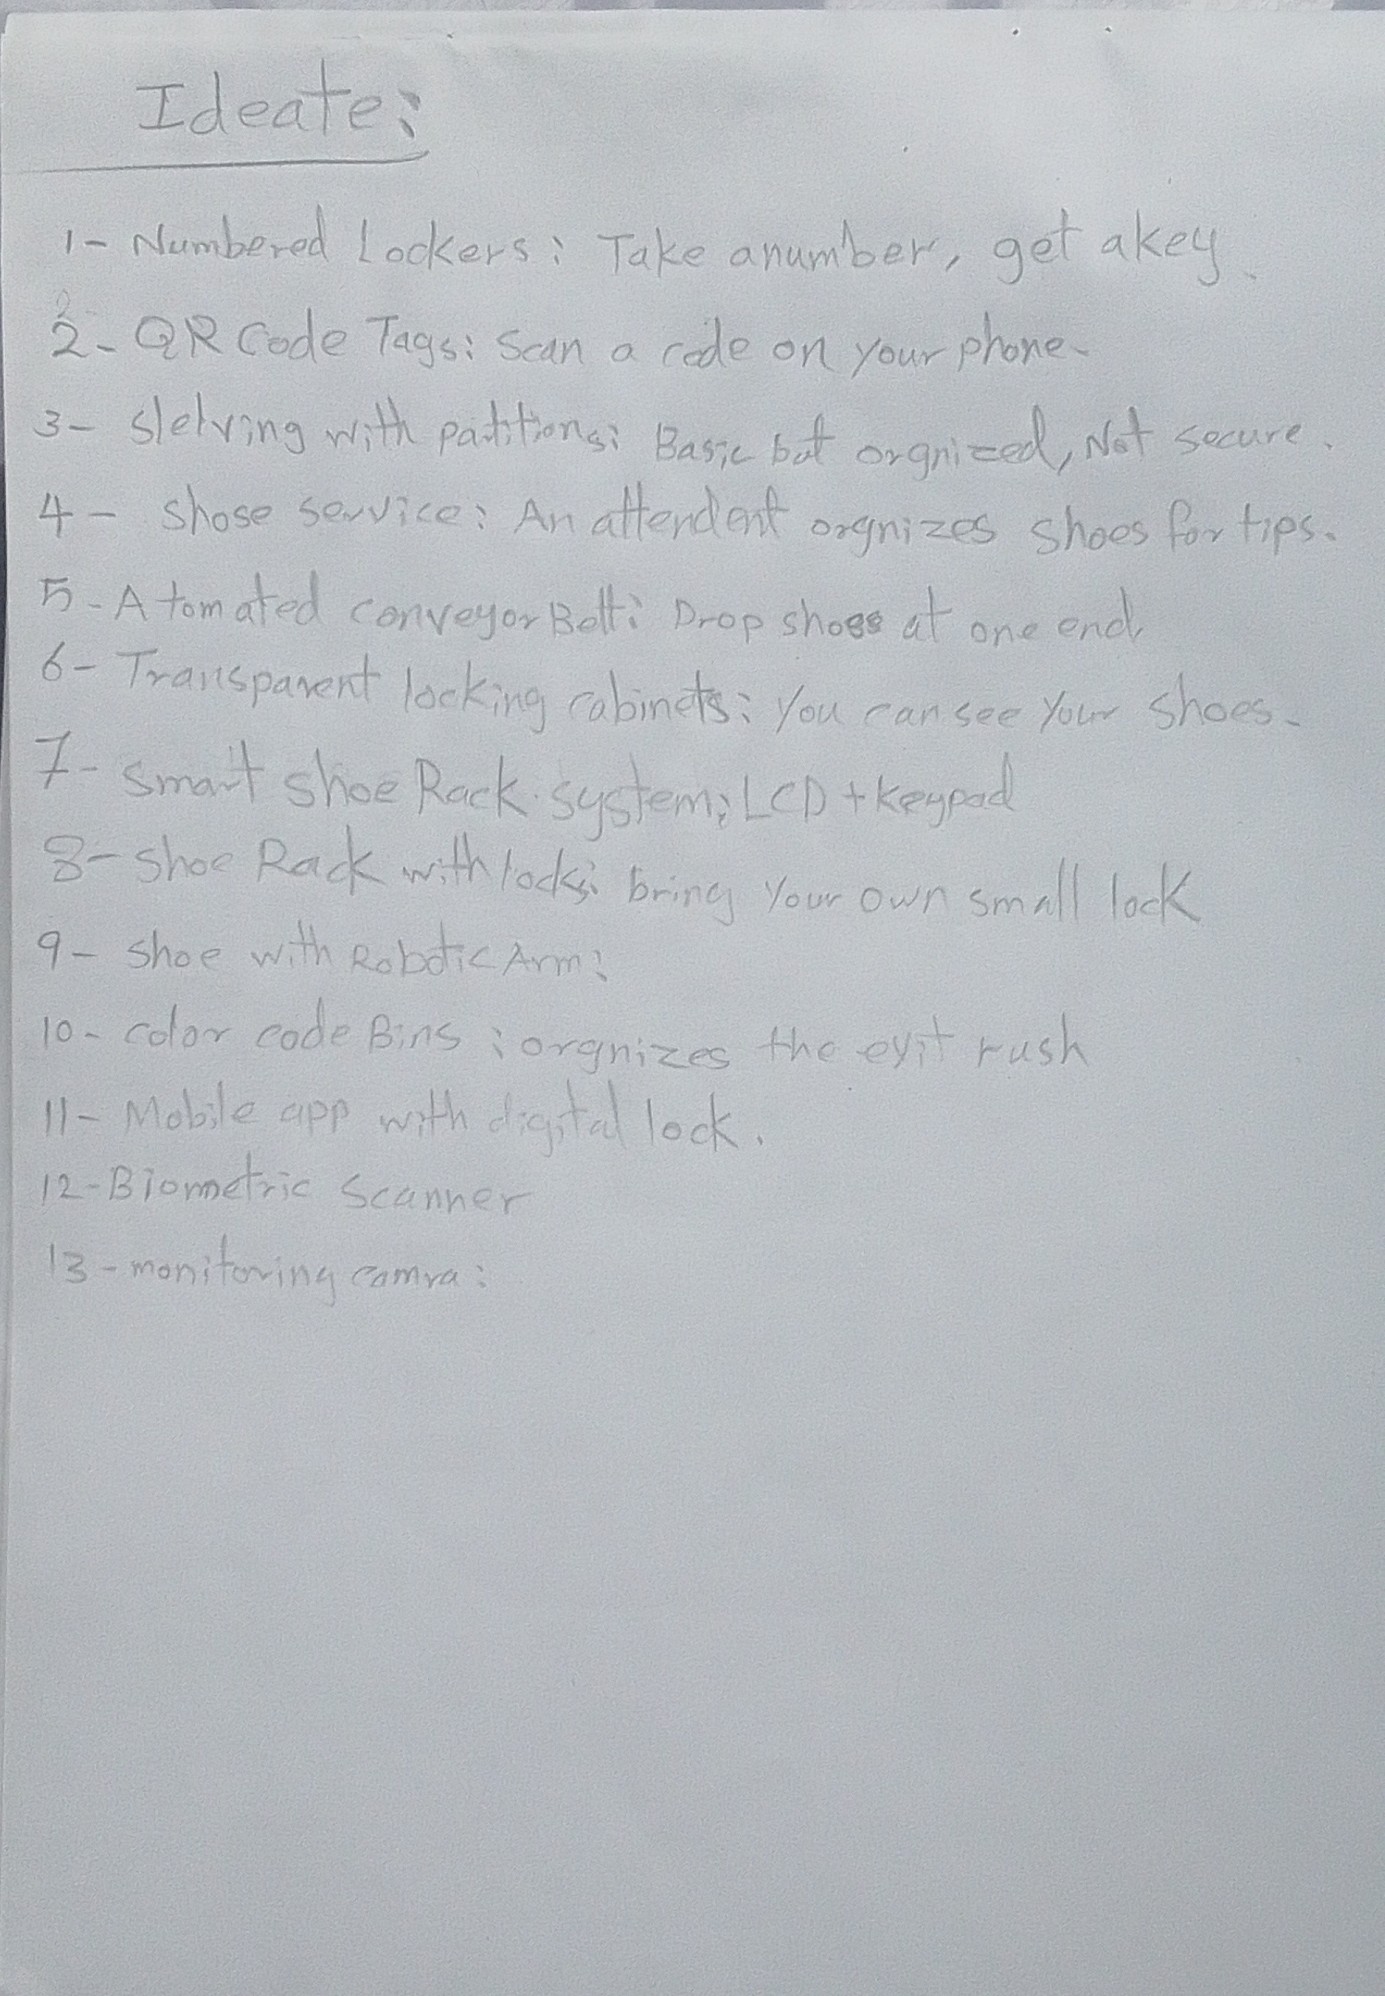 Ideate:
1- Numbered Lockers: Take anumber, get akey.
2- QR Code Tags: Scan a code on your phone.
3- Slelving with patitions: Basic but orgnized, Not secure.
4- Shose service: An attendent orgnizes shoes for tips.
5- Atomated conveyor Belt: Drop shoes at one end.
6- Transparent locking cabinets: You can see Your shoes.
7- Smart Shoe Rack system; LCD + keypad
8- Shoe Rack with locks: bring Your own small lock
9- Shoe with Robotic Arm:
10- color code Bins: orgnizes the exit rush
11- Mobile app with digital lock.
12- Biometric Scanner
13- monitoring camra: